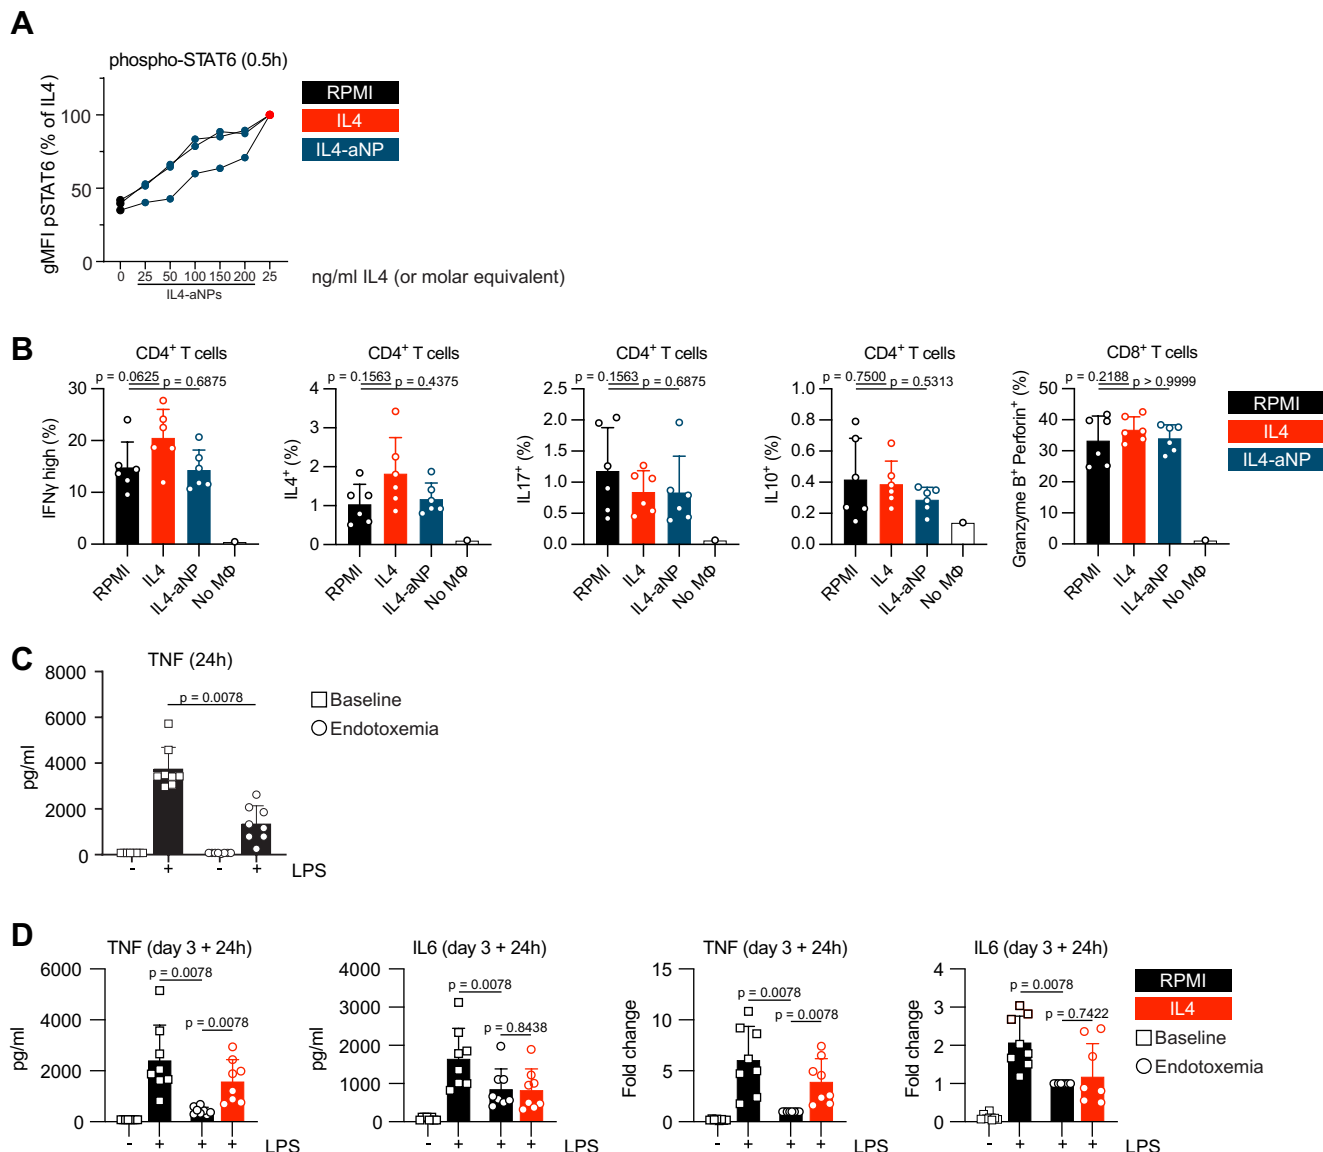 A
phospho-STAT6 (0.5h)
gMFI pSTAT6 (% of IL4)
100
50
0
0 25 50 100 150 200 25
IL4-aNPs
ng/ml IL4 (or molar equivalent)
RPMI
IL4
IL4-aNP
B
CD4+ T cells
p = 0.0625
p = 0.6875
IFNγ high (%)
30
20
10
0
RPMI
IL4
IL4-aNP
No MΦ
CD4+ T cells
p = 0.1563
p = 0.4375
IL4+ (%)
4
3
2
1
0
RPMI
IL4
IL4-aNP
No MΦ
CD4+ T cells
p = 0.1563
p = 0.6875
IL17+ (%)
2.5
2.0
1.5
1.0
0.5
0.0
RPMI
IL4
IL4-aNP
No MΦ
CD4+ T cells
p = 0.7500
p = 0.5313
IL10+ (%)
1.0
0.8
0.6
0.4
0.2
0.0
RPMI
IL4
IL4-aNP
No MΦ
CD8+ T cells
p = 0.2188
p > 0.9999
Granzyme B+ Perforin+ (%)
50
40
30
20
10
0
RPMI
IL4
IL4-aNP
No MΦ
RPMI
IL4
IL4-aNP
C
TNF (24h)
p = 0.0078
pg/ml
8000
6000
4000
2000
0
- + - + LPS
Baseline
Endotoxemia
D
TNF (day 3 + 24h)
p = 0.0078
p = 0.0078
pg/ml
6000
4000
2000
0
- + + + LPS
IL6 (day 3 + 24h)
p = 0.0078
p = 0.8438
pg/ml
4000
3000
2000
1000
0
- + + + LPS
TNF (day 3 + 24h)
p = 0.0078
p = 0.0078
Fold change
15
10
5
0
- + + + LPS
IL6 (day 3 + 24h)
p = 0.0078
p = 0.7422
Fold change
4
3
2
1
0
- + + + LPS
RPMI
IL4
Baseline
Endotoxemia